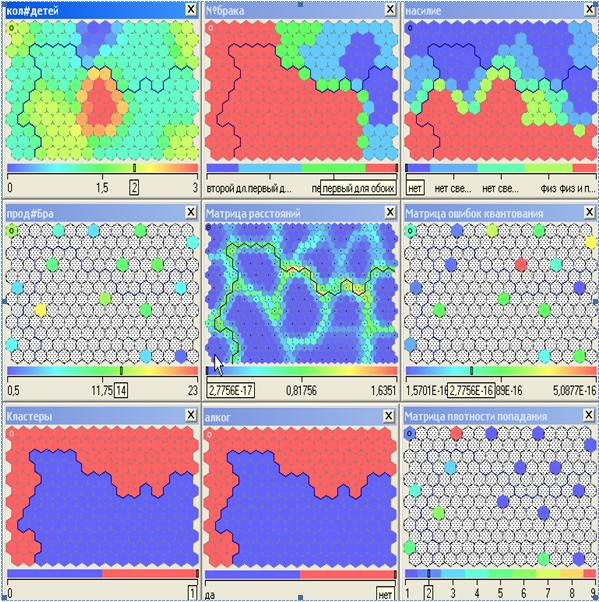 кол#детей
N²брака
насилие
0 1,5 2 3
второй дл. первый д... первый для обоих
нет нет све... нет све... физ физ и п...
прод#Бра
Матрица расстояний
Матрица ошибок квантования
0,5 11,75 14 23
2,7756E-17 0,81756 1,6351
1,5701E-16 2,7756E-16 89E-16 5,0877E-16
Кластеры
алког
Матрица плотности попадания
0 1
да нет
1 2 3 4 5 6 7 8 9